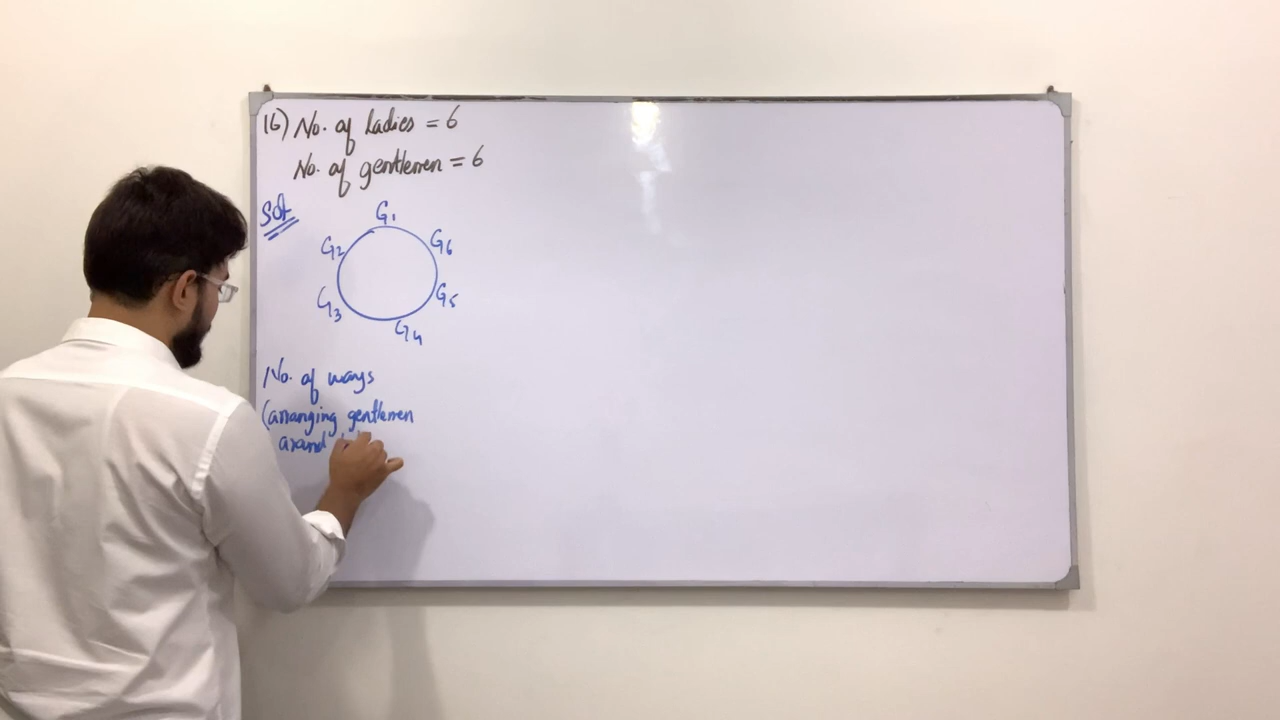 16) No. of ladies = 6
No. of gentlemen = 6
Sol
G1
G2
G6
G3
G5
G4
No. of ways
(arranging gentlemen
around